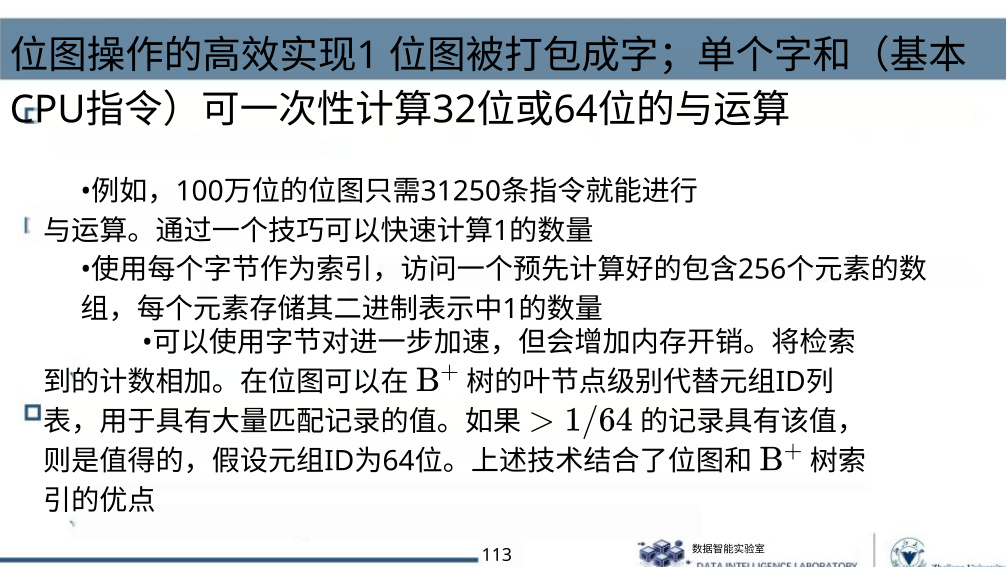 位图操作的高效实现1 位图被打包成字；单个字和（基本
CPU指令）可一次性计算32位或64位的与运算
•例如，100万位的位图只需31250条指令就能进行
与运算。通过一个技巧可以快速计算1的数量
•使用每个字节作为索引，访问一个预先计算好的包含256个元素的数
组，每个元素存储其二进制表示中1的数量
•可以使用字节对进一步加速，但会增加内存开销。将检索
到的计数相加。在位图可以在 B⁺ 树的叶节点级别代替元组ID列
表，用于具有大量匹配记录的值。如果 > 1/64 的记录具有该值，
则是值得的，假设元组ID为64位。上述技术结合了位图和 B⁺ 树索
引的优点
113
数据智能实验室
DATA INTELLIGENCE LABORATORY